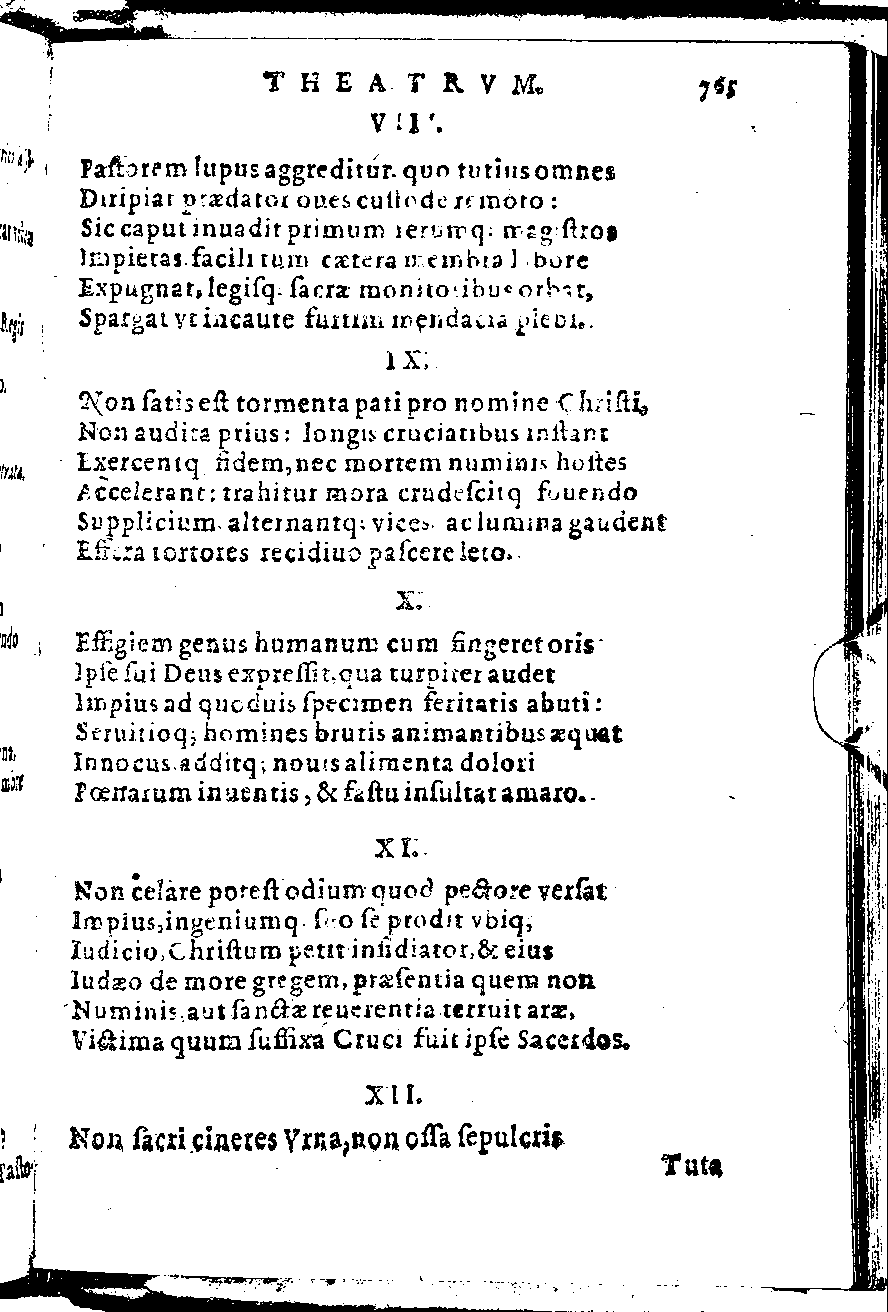 THEATRVM. 765
VIII.
Paſtorem lupus aggreditur. quo tutius omnes
Diripiat prædator oues cuſtode remoto:
Sic caput inuadit primum rerumq; magiſtros
Impietas. facili tum cætera membra labore
Expugnat, legiſq; ſacræ monitoribus orbat,
Spargat vt incautæ furtim mendacia plebi.
IX.
Non ſatis eſt tormenta pati pro nomine Chriſti,
Non audita prius: longis cruciatibus inſtant
Exercentq fidem, nec mortem numinis hoſtes
Accelerant: trahitur mora crudeſcitq fouendo
Supplicium. alternantq; vices. ac lumina gaudent
Effera tortores recidiuo paſcere leto.
X.
Effigiem genus humanum cum fingeret oris
Ipſe ſui Deus expreſſit, qua turpiter audet
Impius ad quoduis ſpecimen feritatis abuti:
Seruitioq; homines brutis animantibus æquat
Innocuos. additq; nouis alimenta dolori
Pœnarum inuentis, & faſtu inſultat amaro.
XI.
Non celare poteſt odium quod pectore verſat
Impius, ingeniumq. ſuo ſe prodit vbiq;
Iudicio, Chriſtum petit inſidiator, & eius
Iudæo de more gregem, præſentia quem non
Numinis, aut ſanctæ reuerentia terruit aræ,
Victima quum ſuffixa Cruci fuit ipſe Sacerdos.
XII.
Non ſacri cineres Vrna, non oſſa ſepulcris
Tuta